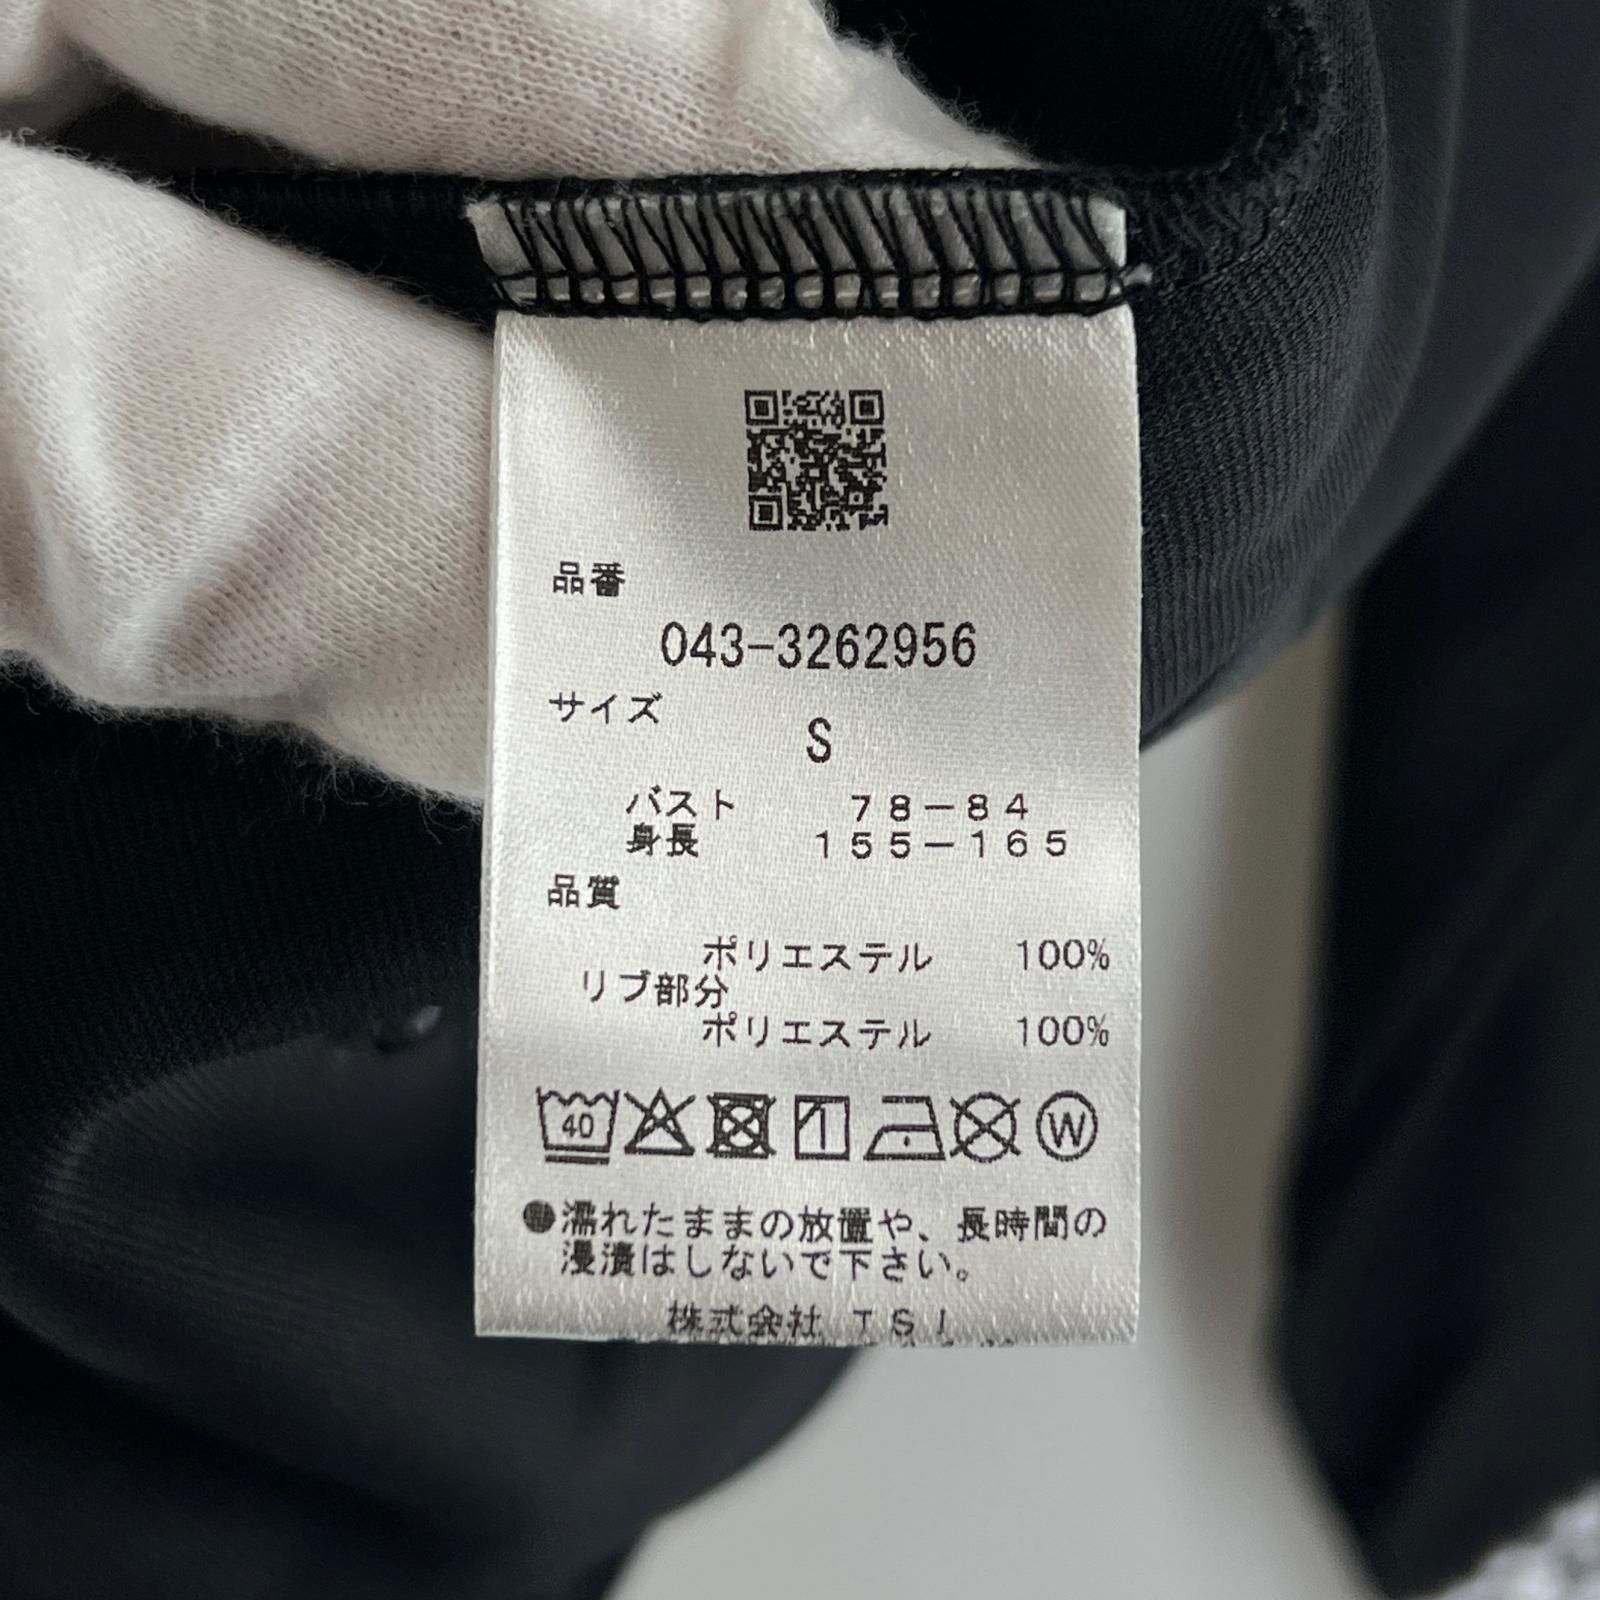 品番
043-3262956
サイズ
S
バスト 78-84
身長 155-165
品質
ポリエステル 100%
リブ部分
ポリエステル 100%
40 W
●濡れたままの放置や、長時間の
浸漬はしないで下さい。
株式会社 TSI